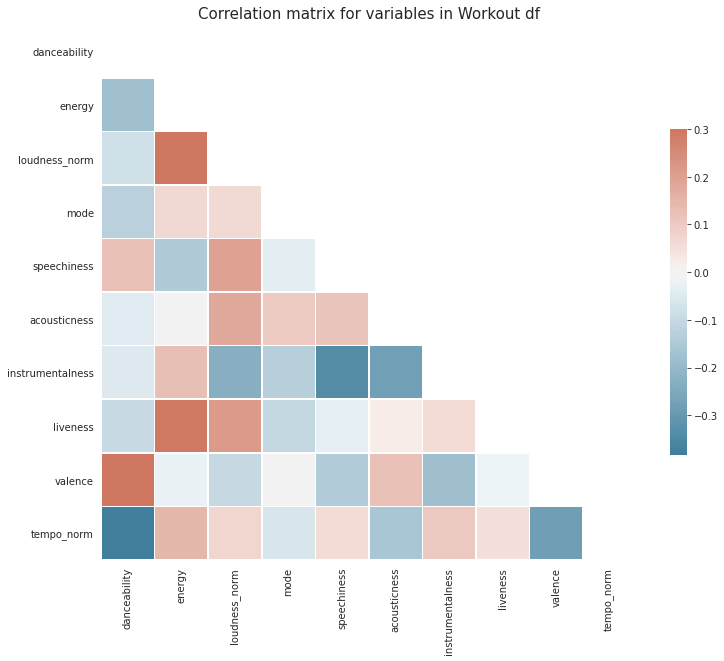 Correlation matrix for variables in Workout df
danceability
energy
loudness_norm
mode
speechiness
acousticness
instrumentalness
liveness
valence
tempo_norm
danceability
energy
loudness_norm
mode
speechiness
acousticness
instrumentalness
liveness
valence
tempo_norm
0.3
0.2
0.1
0.0
−0.1
−0.2
−0.3